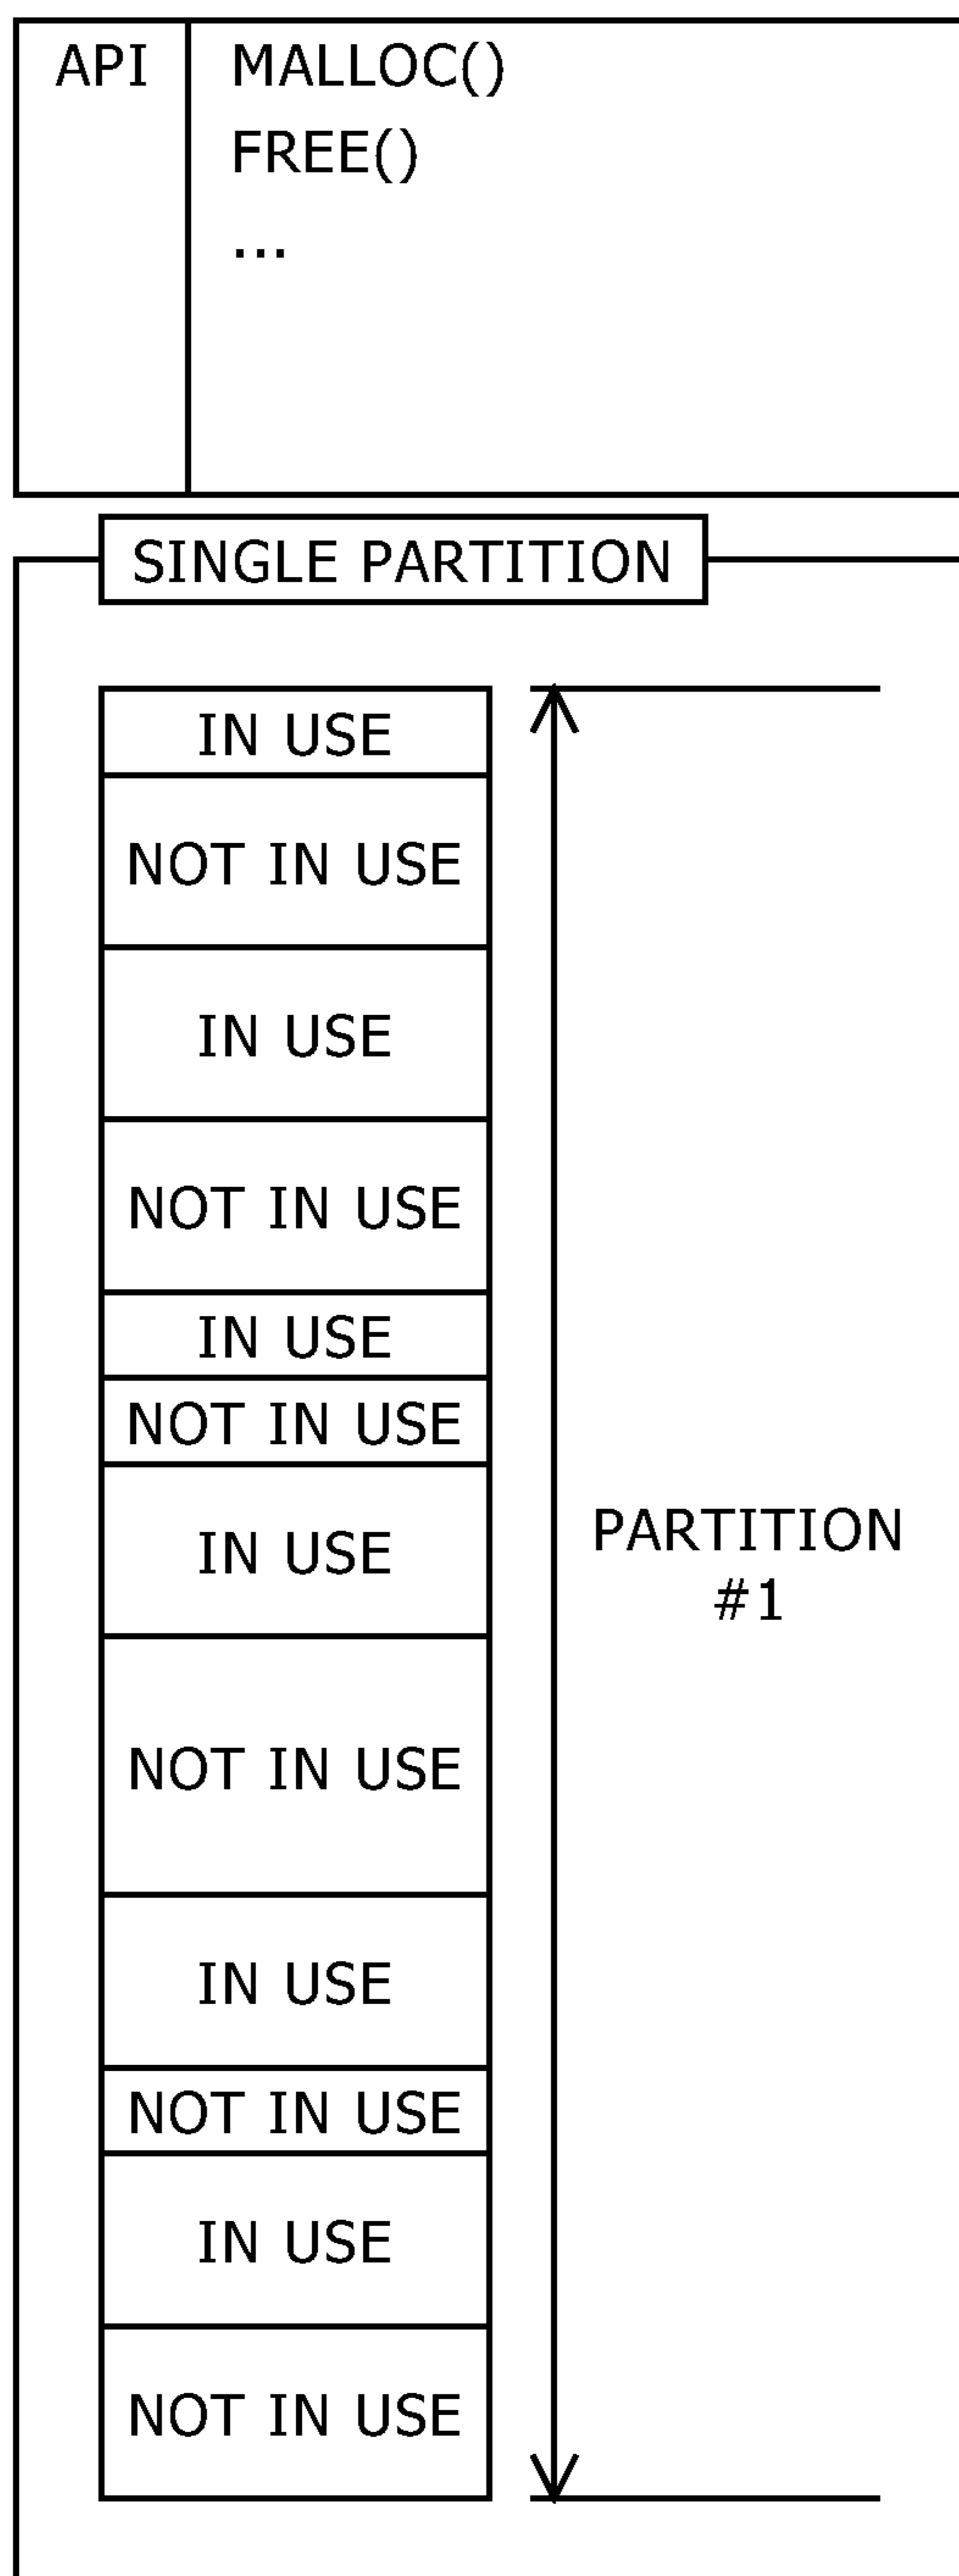 API
MALLOC()
FREE()
...
SINGLE PARTITION
IN USE
NOT IN USE
IN USE
NOT IN USE
IN USE
NOT IN USE
IN USE
NOT IN USE
IN USE
NOT IN USE
IN USE
NOT IN USE
PARTITION
#1